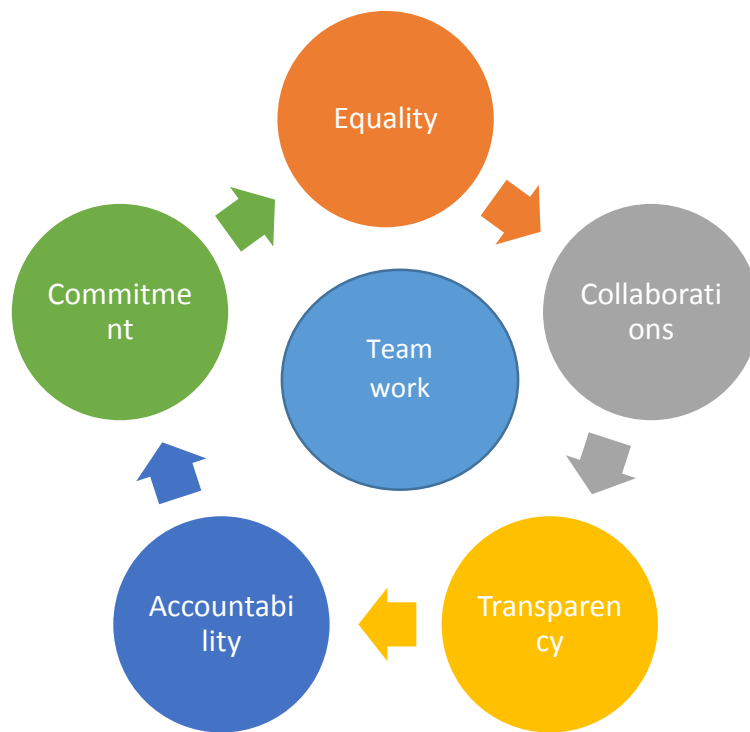 Equality
Collaborati
ons
Transparen
cy
Accountabi
lity
Commitme
nt
Team
work